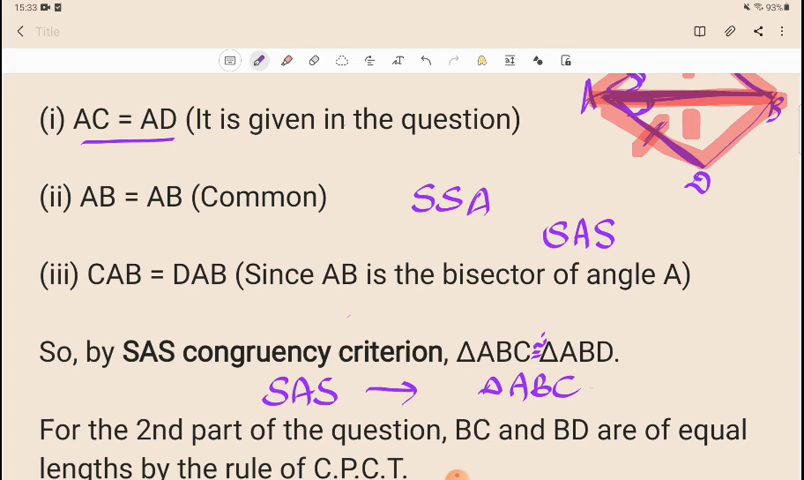 15:33 93%
Title
A
B
(i) AC = AD (It is given in the question)
D
(ii) AB = AB (Common) SSA
SAS
(iii) CAB = DAB (Since AB is the bisector of angle A)
So, by SAS congruency criterion, ΔABC≅ΔABD.
SAS → ΔABC
For the 2nd part of the question, BC and BD are of equal
lengths by the rule of C.P.C.T.